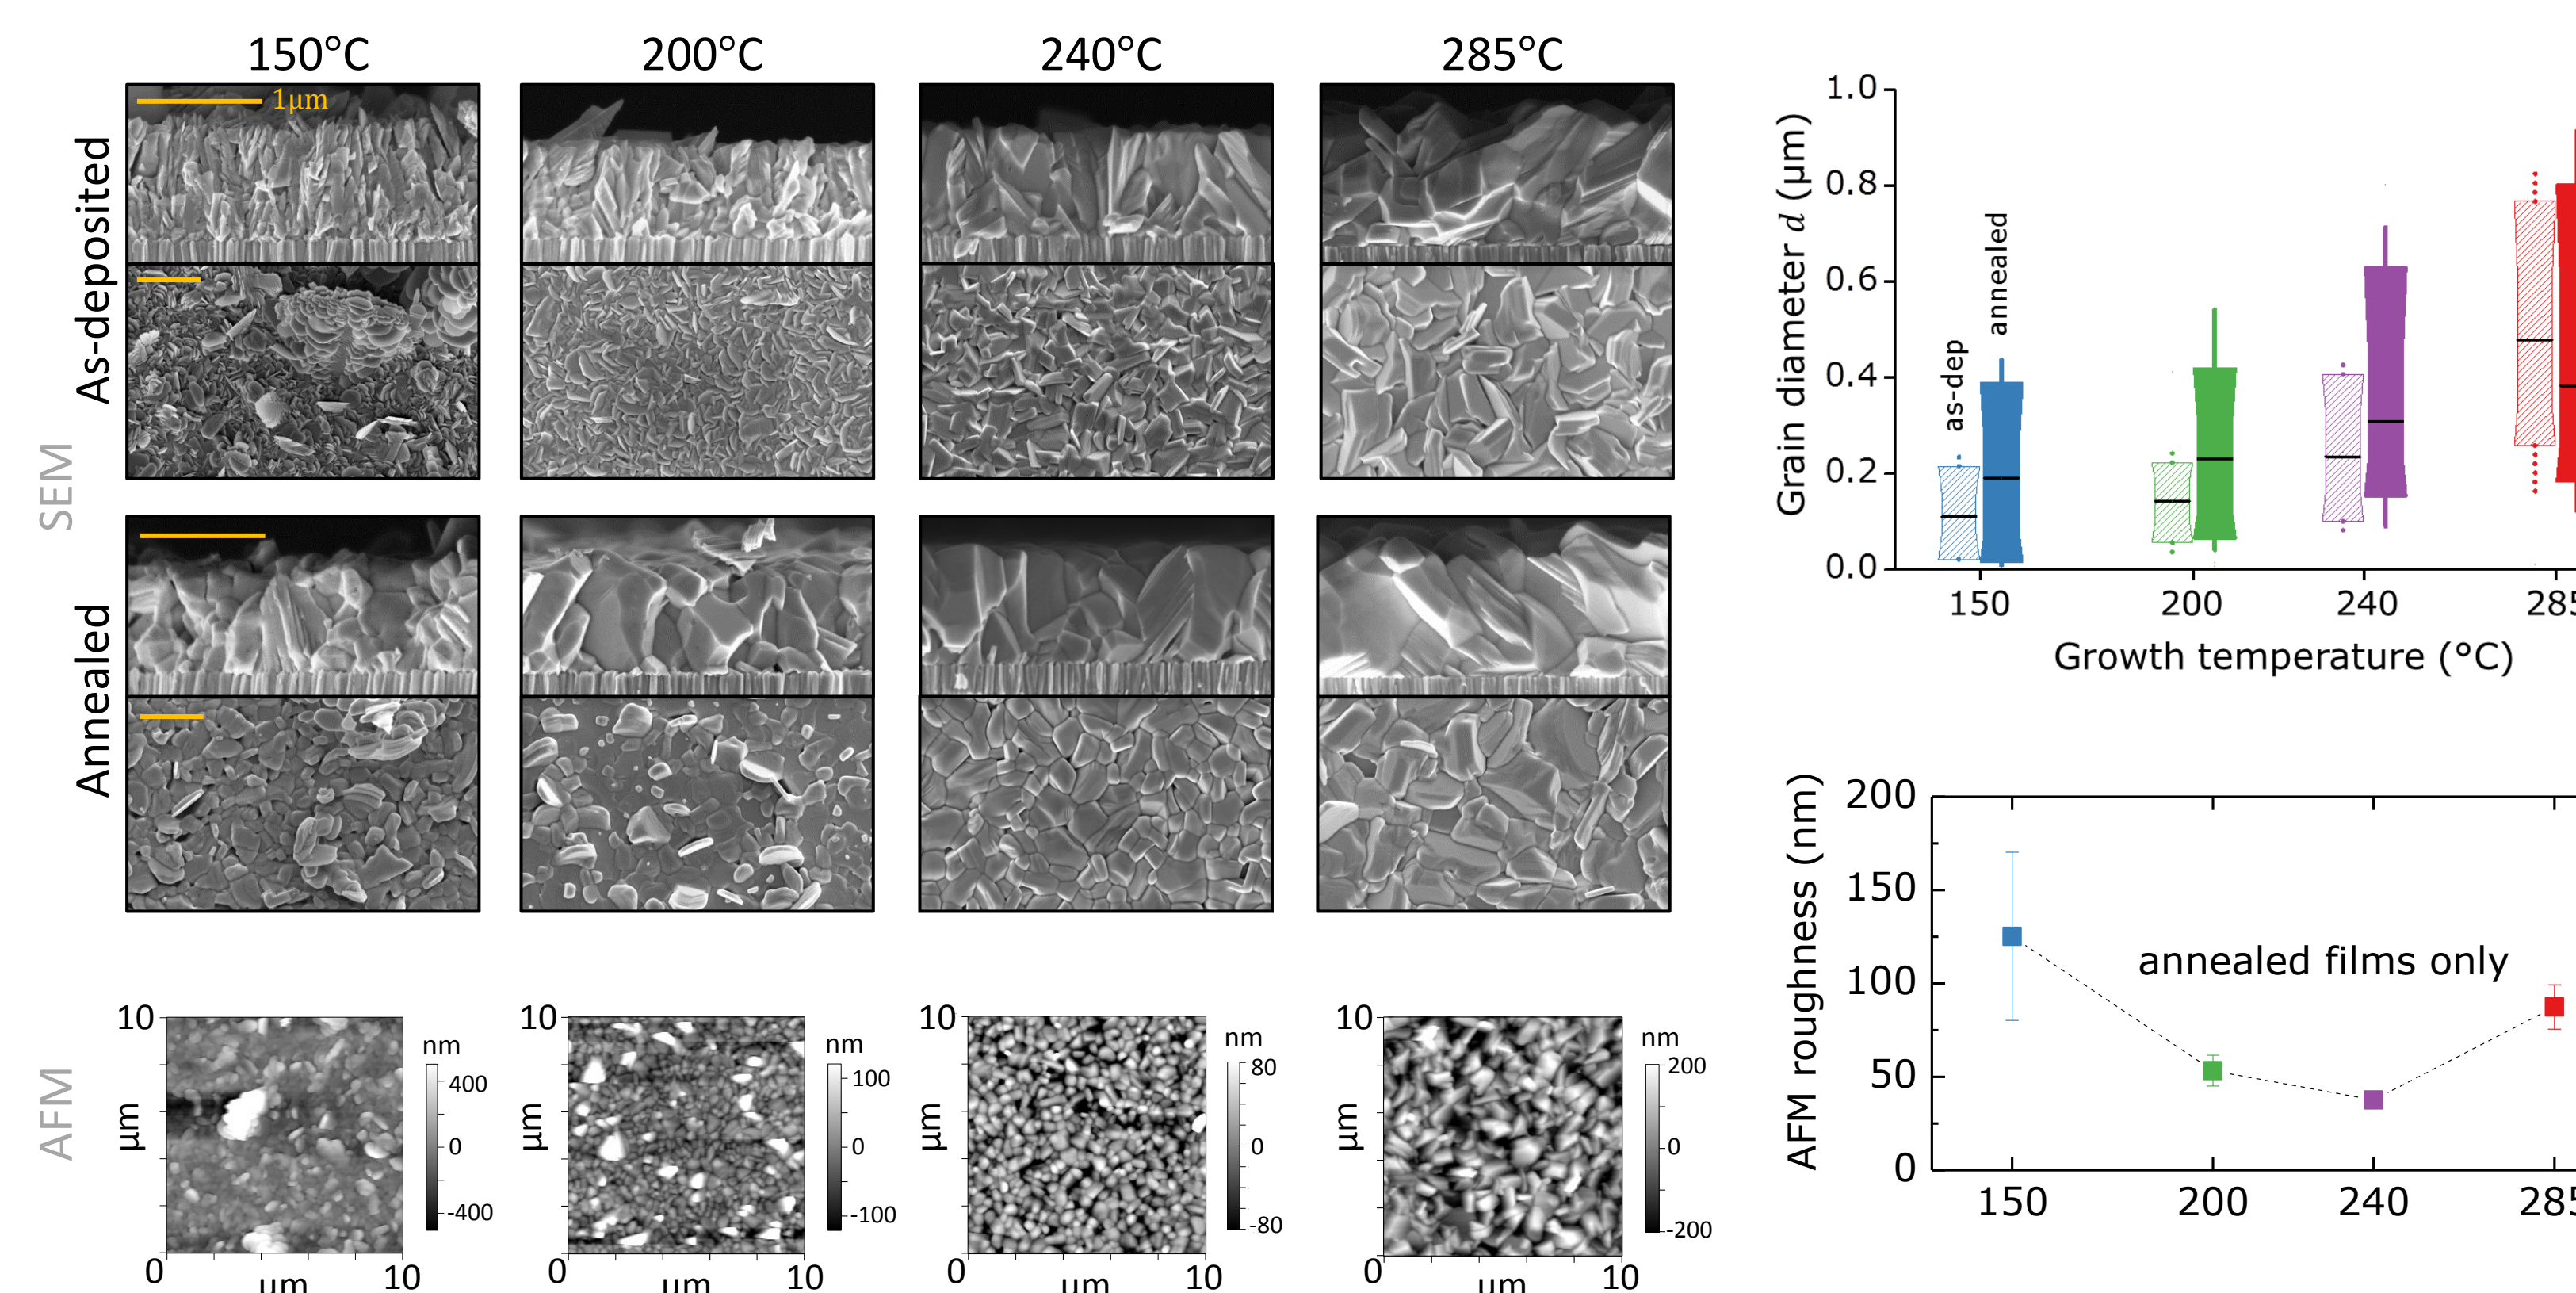 150°C 200°C 240°C 285°C
1μm
As-deposited
SEM
Annealed
AFM
10
μm
0 μm 10
nm
400
0
-400
10
μm
0 μm 10
nm
100
0
-100
10
μm
0 μm 10
nm
80
0
-80
10
μm
0 μm 10
nm
200
0
-200
Grain diameter d (μm)
1.0
0.8
0.6
0.4
0.2
0.0
as-dep
annealed
150 200 240 285
Growth temperature (°C)
AFM roughness (nm)
200
150
100
50
0
annealed films only
150 200 240 285